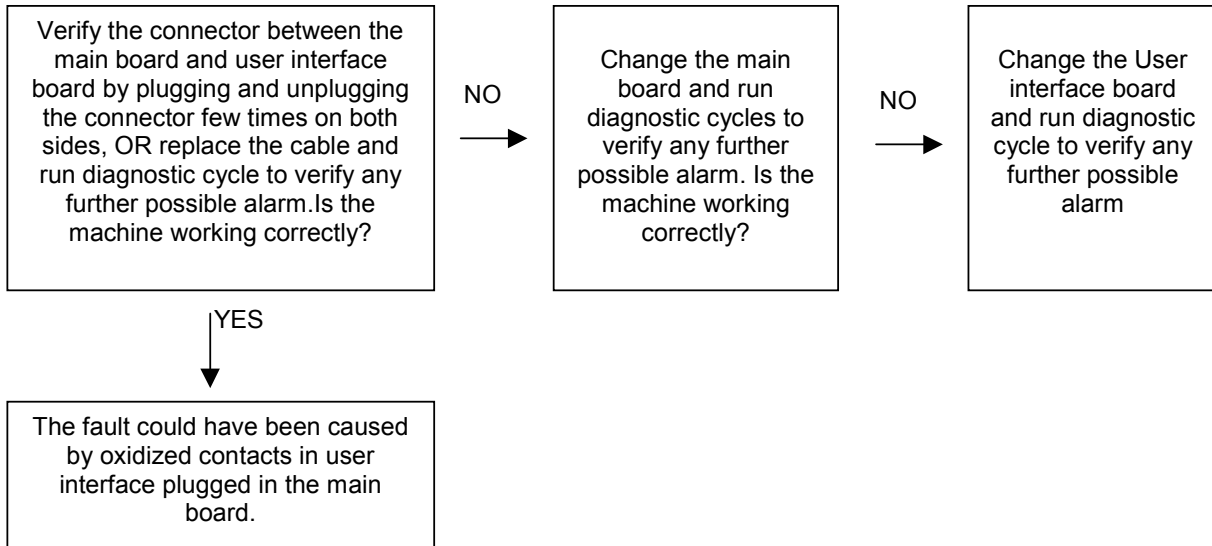 Verify the connector between the
main board and user interface
board by plugging and unplugging
the connector few times on both
sides, OR replace the cable and
run diagnostic cycle to verify any
further possible alarm.Is the
machine working correctly?
NO
Change the main
board and run
diagnostic cycles to
verify any further
possible alarm. Is the
machine working
correctly?
NO
Change the User
interface board
and run diagnostic
cycle to verify any
further possible
alarm
YES
The fault could have been caused
by oxidized contacts in user
interface plugged in the main
board.